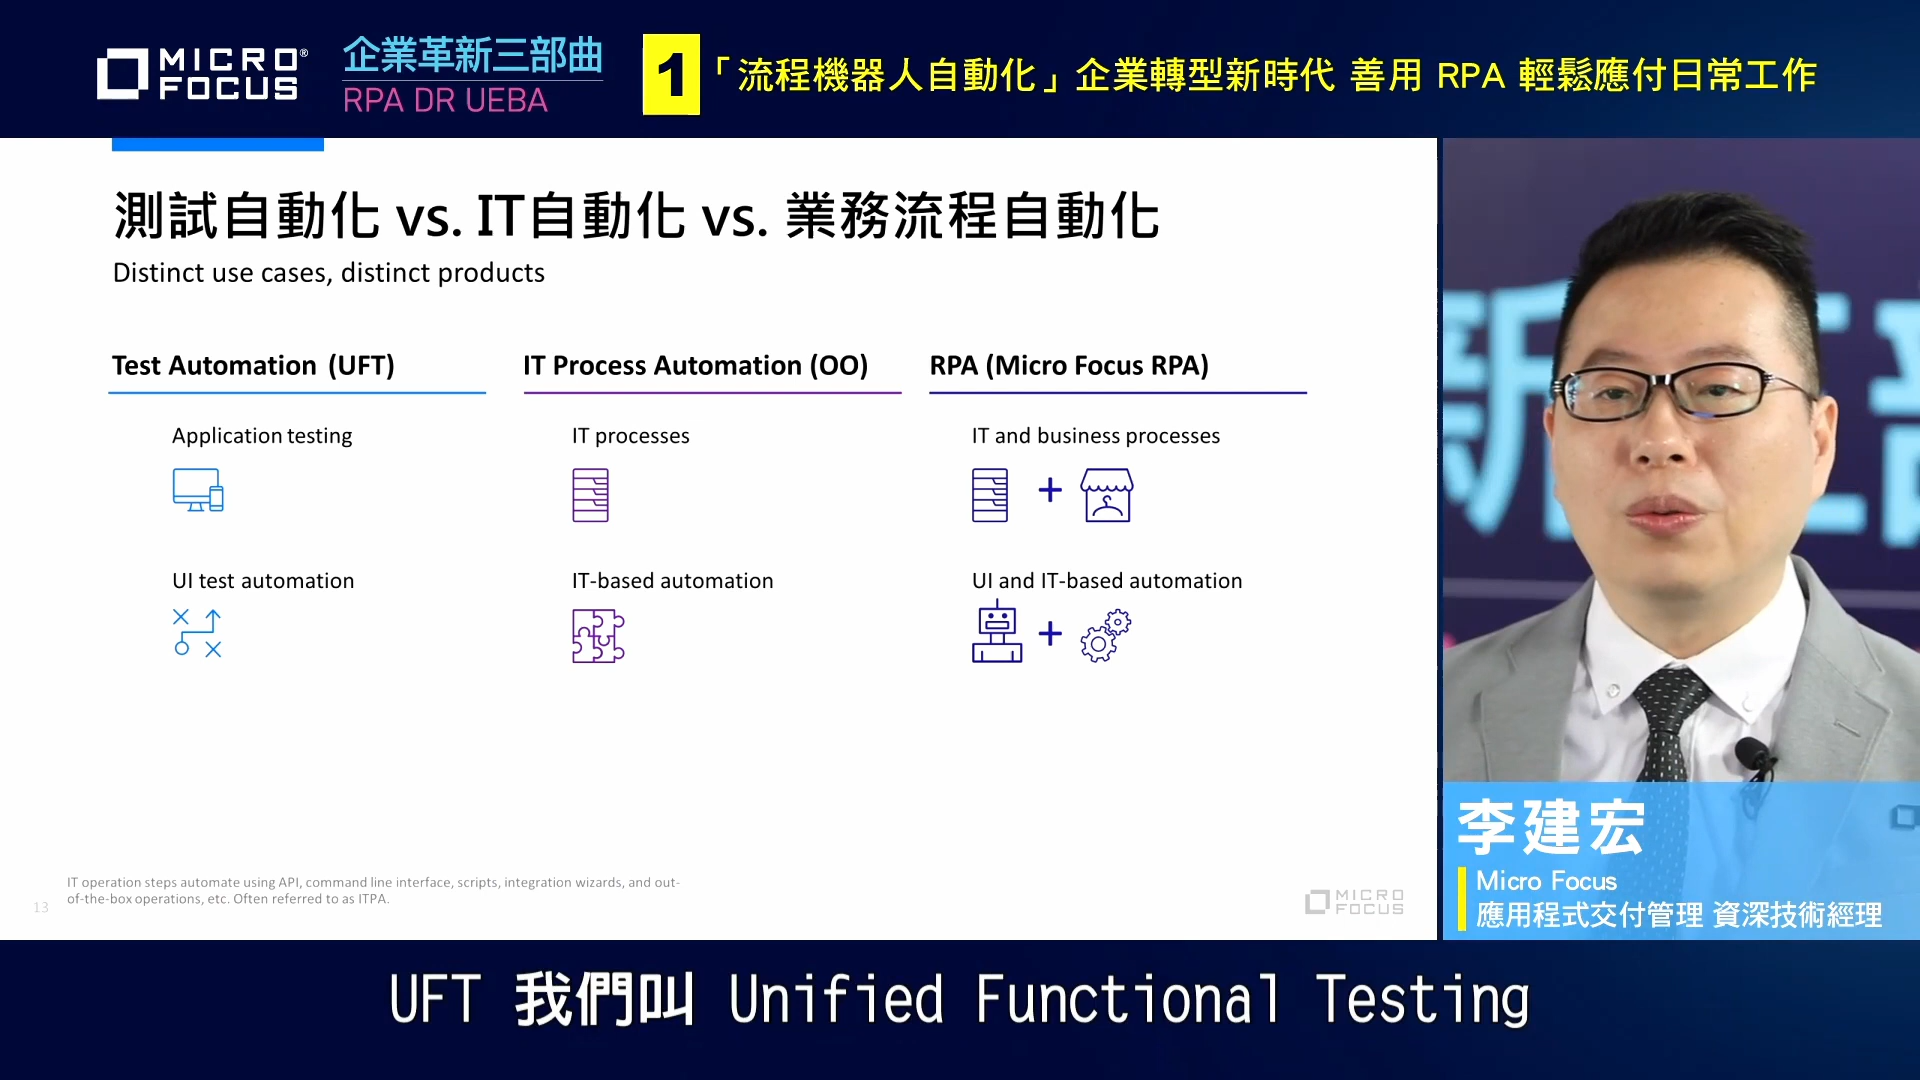 MICRO
FOCUS®
企業革新三部曲
RPA DR UEBA
1
「流程機器人自動化」企業轉型新時代 善用 RPA 輕鬆應付日常工作
測試自動化 vs. IT自動化 vs. 業務流程自動化
Distinct use cases, distinct products
Test Automation (UFT)
IT Process Automation (OO)
RPA (Micro Focus RPA)
Application testing
IT processes
IT and business processes
UI test automation
IT-based automation
UI and IT-based automation
IT operation steps automate using API, command line interface, scripts, integration wizards, and out-
of-the-box operations, etc. Often referred to as ITPA.
13
MICRO
FOCUS
新三部
李建宏
Micro Focus
應用程式交付管理 資深技術經理
UFT 我們叫 Unified Functional Testing